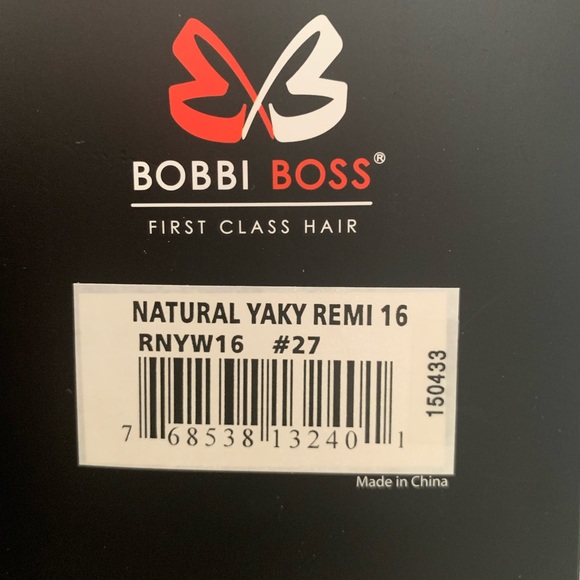 BOBBI BOSS®
FIRST CLASS HAIR
NATURAL YAKY REMI 16
RNYW16 #27
7 68538 13240 1
150433
Made in China